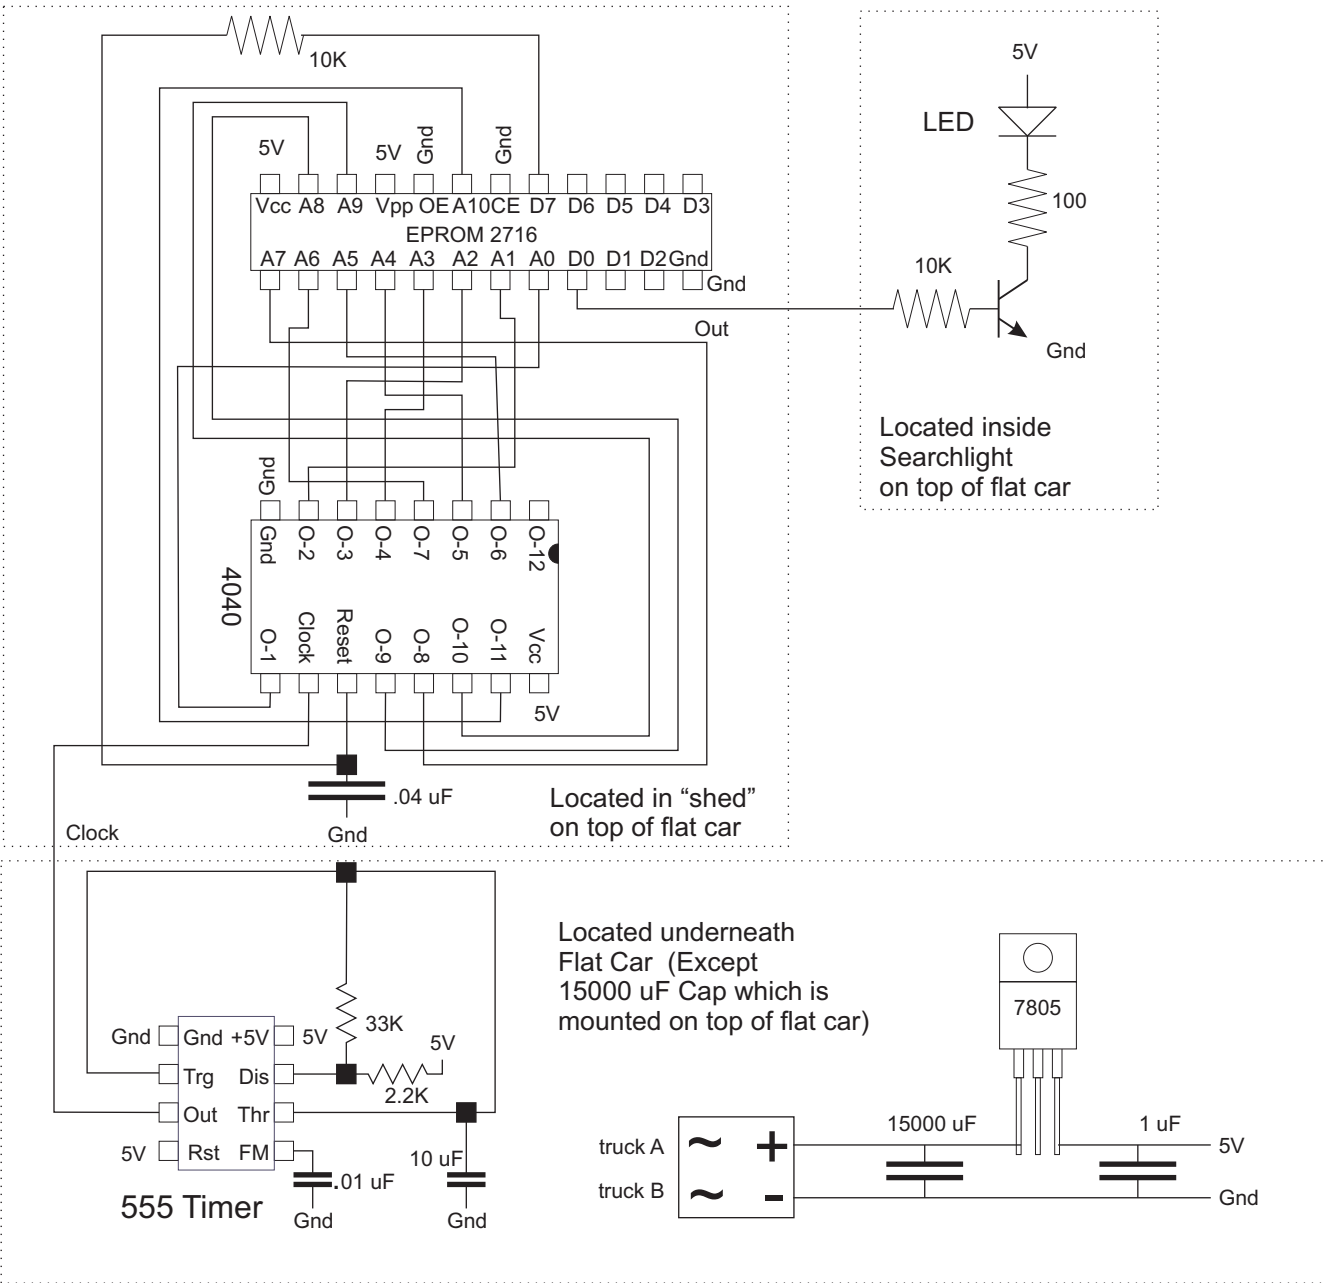 10K
5V
5V
Gnd
Gnd
Vcc A8 A9 Vpp OE A10 CE D7 D6 D5 D4 D3
EPROM 2716
A7 A6 A5 A4 A3 A2 A1 A0 D0 D1 D2 Gnd
Gnd
Out
5V
LED
100
10K
Gnd
Located inside
Searchlight
on top of flat car
Gnd
Gnd O-2 O-3 O-4 O-7 O-5 O-6 O-12
4040
O-1 Clock Reset O-9 O-8 O-10 O-11 Vcc
5V
.04 uF
Gnd
Located in “shed”
on top of flat car
Clock
Located underneath
Flat Car (Except
15000 uF Cap which is
mounted on top of flat car)
33K
5V
2.2K
Gnd Gnd +5V 5V
Trg Dis
Out Thr
5V Rst FM
.01 uF
10 uF
Gnd
Gnd
555 Timer
7805
15000 uF
1 uF
truck A ~ + 5V
truck B ~ - Gnd